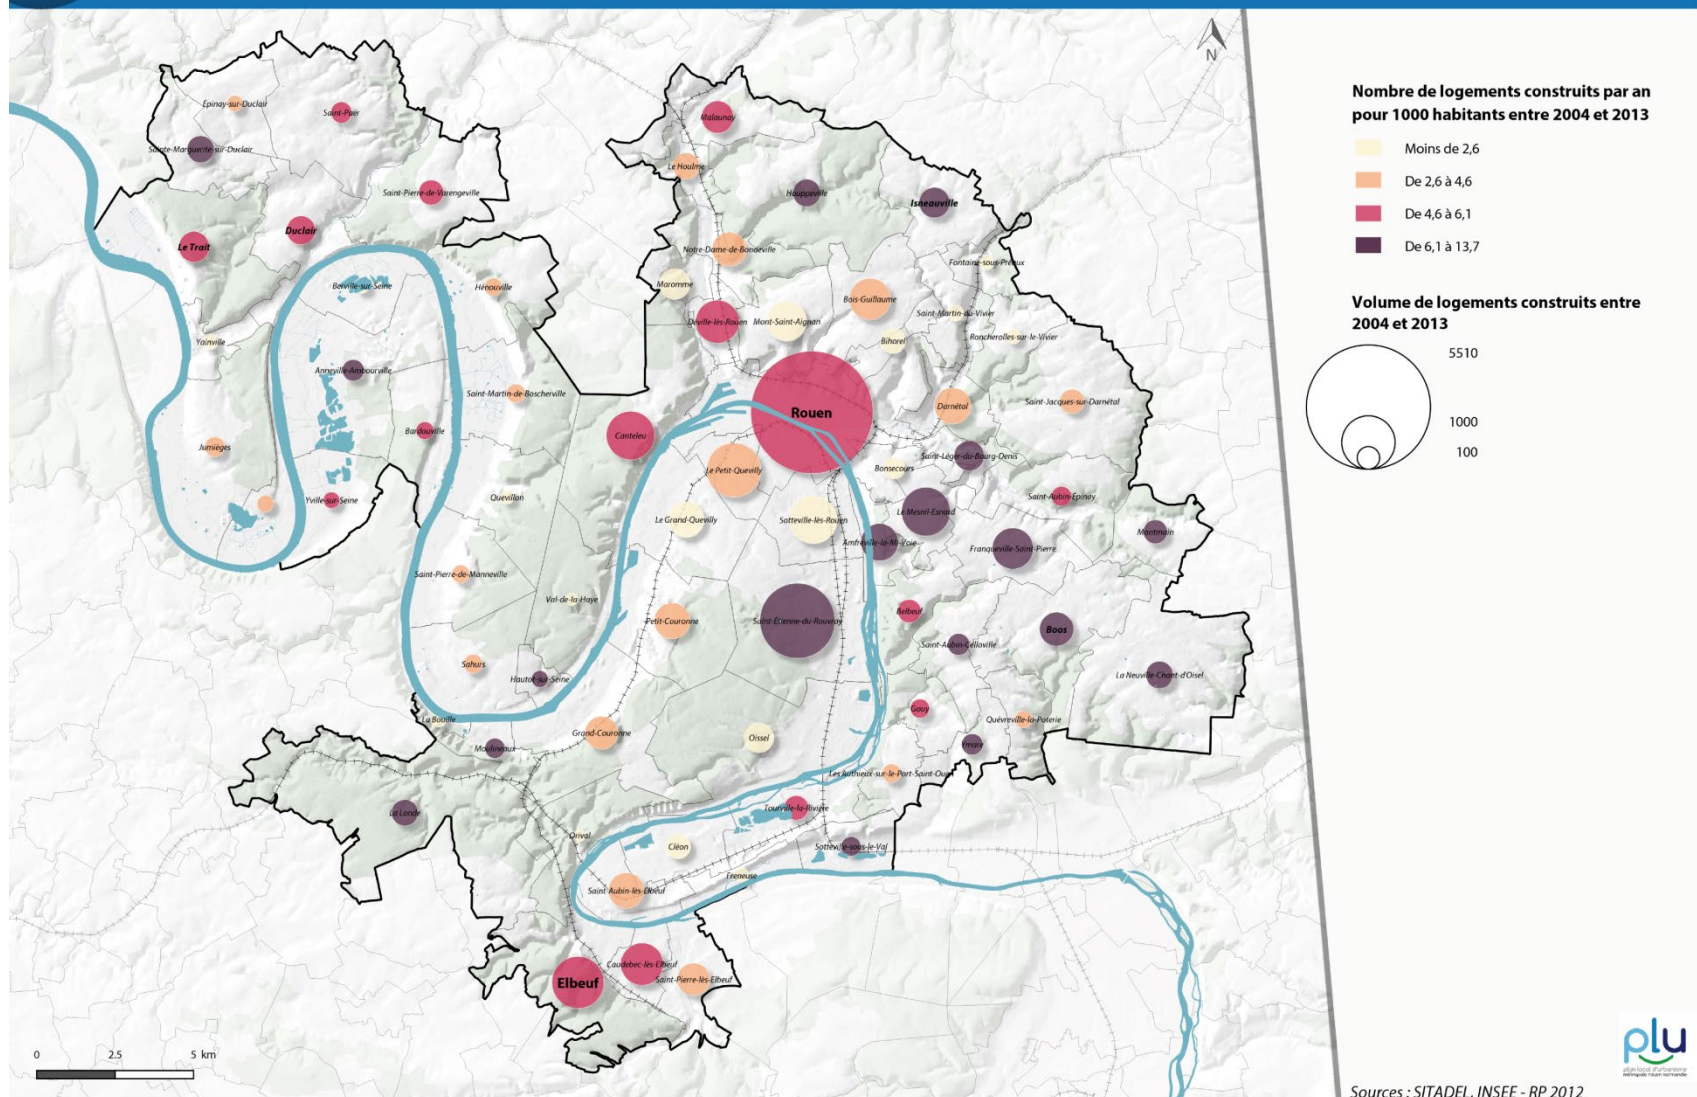 N
Epinay-sur-Duclair
Saint-Paër
Sainte-Marguerite-sur-Duclair
Saint-Pierre-de-Varengeville
Le Trait
Duclair
Malaunay
Le Houlme
Houppeville
Isneauville
Notre-Dame-de-Bondeville
Fontaine-sous-Préaux
Maromme
Berville-sur-Seine
Hénouville
Bois-Guillaume
Saint-Martin-du-Vivier
Déville-lès-Rouen
Mont-Saint-Aignan
Bihorel
Roncherolles-sur-le-Vivier
Yainville
Anneville-Ambourville
Saint-Martin-de-Boscherville
Rouen
Darnétal
Saint-Jacques-sur-Darnétal
Bardouville
Canteleu
Jumièges
Saint-Léger-du-Bourg-Denis
Le Petit-Quevilly
Bonsecours
Yville-sur-Seine
Quevillon
Saint-Aubin-Epinay
Le Grand-Quevilly
Sotteville-lès-Rouen
Le Mesnil-Esnard
Montmain
Amfreville-la-Mi-Voie
Franqueville-Saint-Pierre
Saint-Pierre-de-Manneville
Val-de-la-Haye
Petit-Couronne
Saint-Etienne-du-Rouvray
Belbeuf
Boos
Saint-Aubin-Celloville
Sahurs
Hautot-sur-Seine
La Neuville-Chant-d'Oisel
La Bouille
Gouy
Quévreville-la-Poterie
Grand-Couronne
Oissel
Moulineaux
Ymare
Les Authieux-sur-le-Port-Saint-Ouen
La Londe
Tourville-la-Rivière
Orival
Cléon
Sotteville-sous-le-Val
Freneuse
Saint-Aubin-lès-Elbeuf
Caudebec-lès-Elbeuf
Elbeuf
Saint-Pierre-lès-Elbeuf
0 2.5 5 km
Nombre de logements construits par an
pour 1000 habitants entre 2004 et 2013
Moins de 2,6
De 2,6 à 4,6
De 4,6 à 6,1
De 6,1 à 13,7
Volume de logements construits entre
2004 et 2013
5510
1000
100
plu
plan local d'urbanisme
métropole rouen normandie
Sources : SITADEL, INSEE - RP 2012